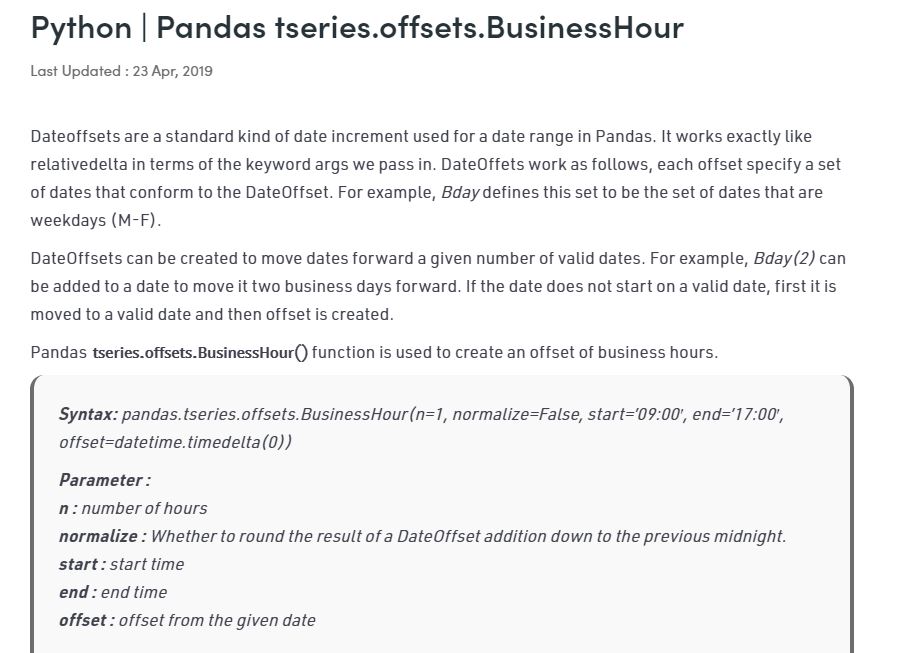 Python | Pandas tseries.offsets.BusinessHour
Last Updated : 23 Apr, 2019
Dateoffsets are a standard kind of date increment used for a date range in Pandas. It works exactly like
relativedelta in terms of the keyword args we pass in. DateOffets work as follows, each offset specify a set
of dates that conform to the DateOffset. For example, Bday defines this set to be the set of dates that are
weekdays (M-F).
DateOffsets can be created to move dates forward a given number of valid dates. For example, Bday(2) can
be added to a date to move it two business days forward. If the date does not start on a valid date, first it is
moved to a valid date and then offset is created.
Pandas tseries.offsets.BusinessHour() function is used to create an offset of business hours.
Syntax: pandas.tseries.offsets.BusinessHour(n=1, normalize=False, start=’09:00′, end=’17:00′,
offset=datetime.timedelta(0))
Parameter :
n : number of hours
normalize : Whether to round the result of a DateOffset addition down to the previous midnight.
start : start time
end : end time
offset : offset from the given date